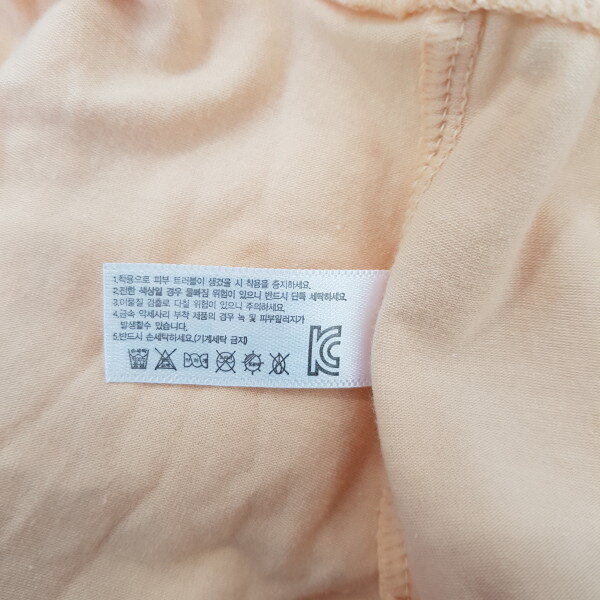 1.착용으로 피부 트러블이 생겼을 시 착용을 중지하세요.
2.진한 색상일 경우 물빠짐 위험이 있으니 반드시 단독 세탁하세요.
3.이물질 검출로 다칠 위험이 있으니 주의하세요.
4.금속 악세사리 부착 제품의 경우 녹 및 피부알러지가
발생할수 있습니다.
5.반드시 손세탁하세요.(기계세탁 금지)
KC